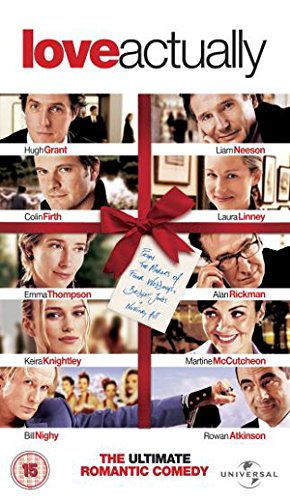 love actually
Hugh Grant
Liam Neeson
Colin Firth
Laura Linney
From
The Makers of
Four Weddings,
Bridget Jones
+
Notting Hill
Emma Thompson
Alan Rickman
Keira Knightley
Martine McCutcheon
Bill Nighy
Rowan Atkinson
15
THE ULTIMATE
ROMANTIC COMEDY
UNIVERSAL